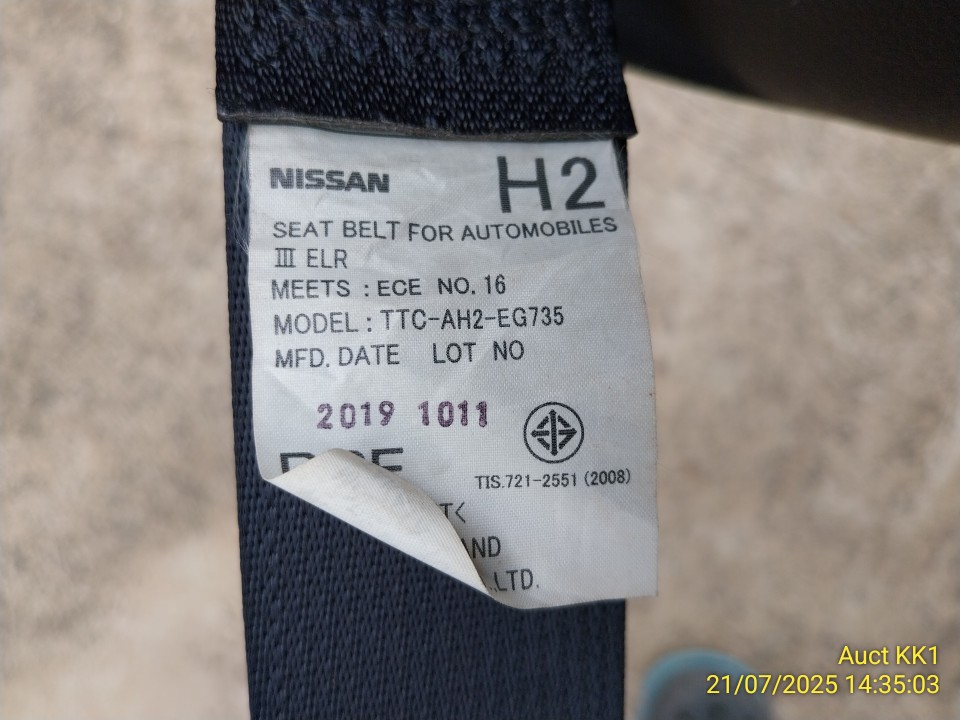 NISSAN H2
SEAT BELT FOR AUTOMOBILES
Ⅲ ELR
MEETS : ECE NO. 16
MODEL : TTC-AH2-EG735
MFD. DATE LOT NO
2019 1011
TIS.721-2551 (2008)
LTD.
Auct KK1
21/07/2025 14:35:03